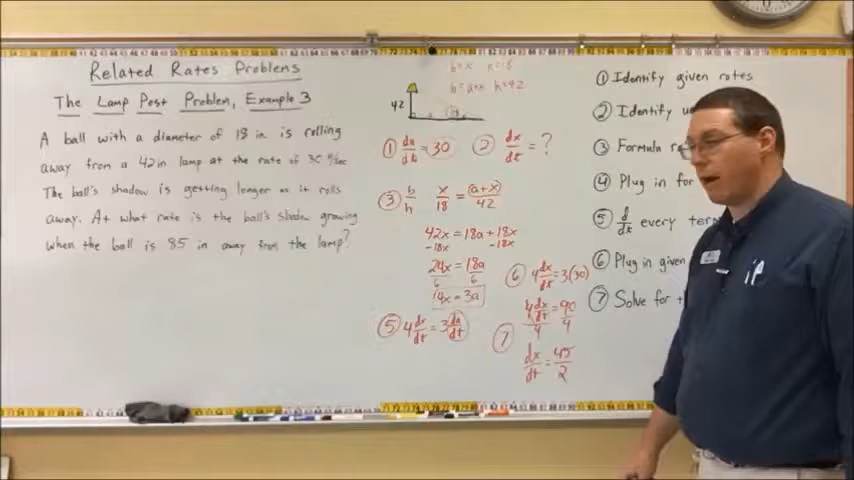 Related Rates Problems
The Lamp Post Problem, Example 3
A ball with a diameter of 18 in is rolling
away from a 42 in lamp at the rate of 30 in/sec
The ball's shadow is getting longer as it rolls
away. At what rate is the ball's shadow growing
when the ball is 85 in away from the lamp?
b=x h=18
b=a+x h=42
42
① da/dt = 30 ② dx/dt = ?
③ b/h x/18 = (a+x)/42
42x = 18a + 18x
-18x -18x
24x/6 = 18a/6
4x = 3a
⑤ 4 dx/dt = 3 da/dt
⑥ 4 dx/dt = 3(30)
4 dx/dt / 4 = 90/4
⑦ dx/dt = 45/2
① Identify given rates
② Identify
③ Formula
④ Plug in for
⑤ d/dt every
⑥ Plug in given
⑦ Solve for